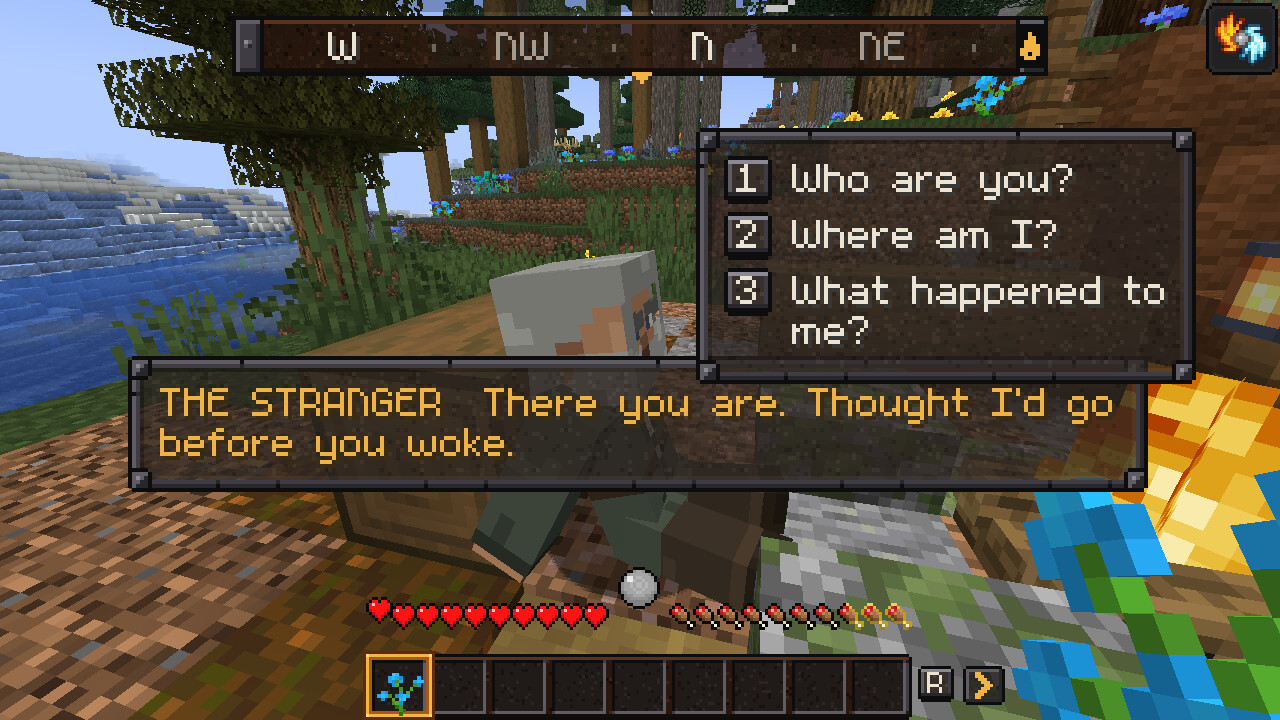 W NW N NE
1 Who are you?
2 Where am I?
3 What happened to
me?
THE STRANGER There you are. Thought I'd go
before you woke.
R